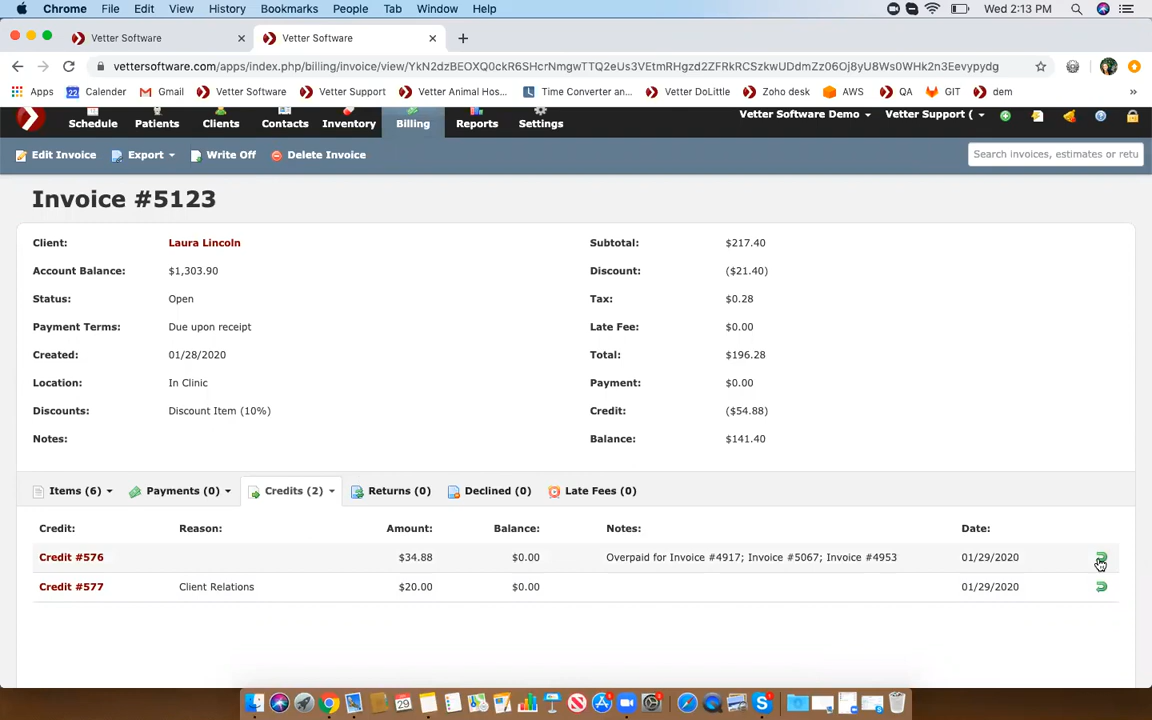 Chrome File Edit View History Bookmarks People Tab Window Help Wed 2:13 PM
Vetter Software Vetter Software
vettersoftware.com/apps/index.php/billing/invoice/view/YkN2dzBEOXQ0ckR6SHcrNmgwTTQ2eUs3VEtmRHgzd2ZFRkRCSzkwUDdmZz06Oj8yU8Ws0WHk2n3Eevypydg
Apps Calender Gmail Vetter Software Vetter Support Vetter Animal Hos... Time Converter an... Vetter DoLittle Zoho desk AWS QA GIT dem
Schedule Patients Clients Contacts Inventory Billing Reports Settings Vetter Software Demo Vetter Support (
Edit Invoice Export Write Off Delete Invoice Search invoices, estimates or retu
Invoice #5123
Client: Laura Lincoln Subtotal: $217.40
Account Balance: $1,303.90 Discount: ($21.40)
Status: Open Tax: $0.28
Payment Terms: Due upon receipt Late Fee: $0.00
Created: 01/28/2020 Total: $196.28
Location: In Clinic Payment: $0.00
Discounts: Discount Item (10%) Credit: ($54.88)
Notes: Balance: $141.40
Items (6) Payments (0) Credits (2) Returns (0) Declined (0) Late Fees (0)
Credit: Reason: Amount: Balance: Notes: Date:
Credit #576 $34.88 $0.00 Overpaid for Invoice #4917; Invoice #5067; Invoice #4953 01/29/2020
Credit #577 Client Relations $20.00 $0.00 01/29/2020